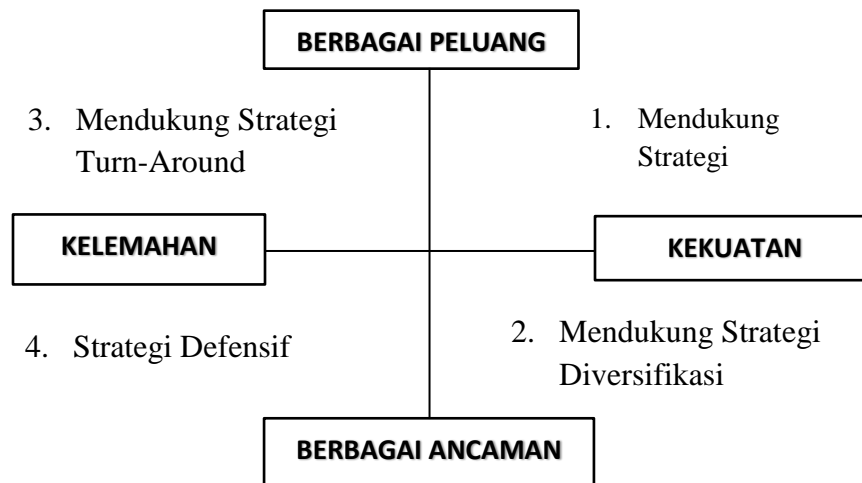 BERBAGAI PELUANG
3. Mendukung Strategi
Turn-Around
1. Mendukung
Strategi
KELEMAHAN
KEKUATAN
4. Strategi Defensif
2. Mendukung Strategi
Diversifikasi
BERBAGAI ANCAMAN